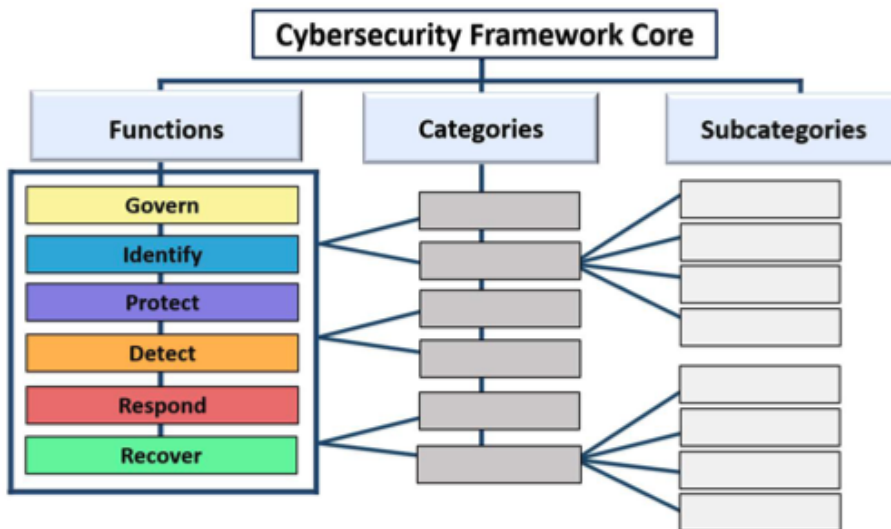 Cybersecurity Framework Core
Functions
Categories
Subcategories
Govern
Identify
Protect
Detect
Respond
Recover